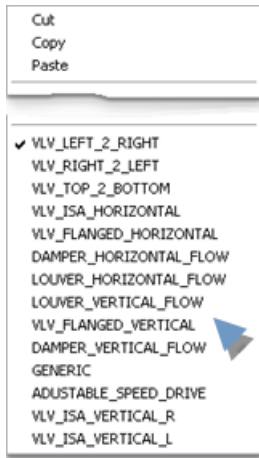 Cut
Copy
Paste
VLV_LEFT_2_RIGHT
VLV_RIGHT_2_LEFT
VLV_TOP_2_BOTTOM
VLV_ISA_HORIZONTAL
VLV_FLANGED_HORIZONTAL
DAMPER_HORIZONTAL_FLOW
LOUVER_HORIZONTAL_FLOW
LOUVER_VERTICAL_FLOW
VLV_FLANGED_VERTICAL
DAMPER_VERTICAL_FLOW
GENERIC
ADUSTABLE_SPEED_DRIVE
VLV_ISA_VERTICAL_R
VLV_ISA_VERTICAL_L